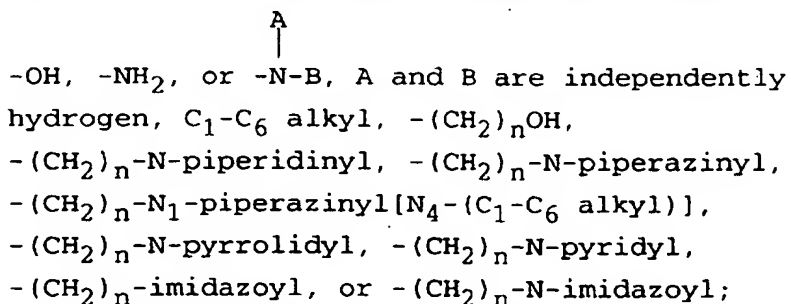 A
-OH, -NH₂, or -N-B, A and B are independently
hydrogen, C₁-C₆ alkyl, -(CH₂)ₙOH,
-(CH₂)ₙ-N-piperidinyl, -(CH₂)ₙ-N-piperazinyl,
-(CH₂)ₙ-N₁-piperazinyl[N₄-(C₁-C₆ alkyl)],
-(CH₂)ₙ-N-pyrrolidyl, -(CH₂)ₙ-N-pyridyl,
-(CH₂)ₙ-imidazoyl, or -(CH₂)ₙ-N-imidazoyl;